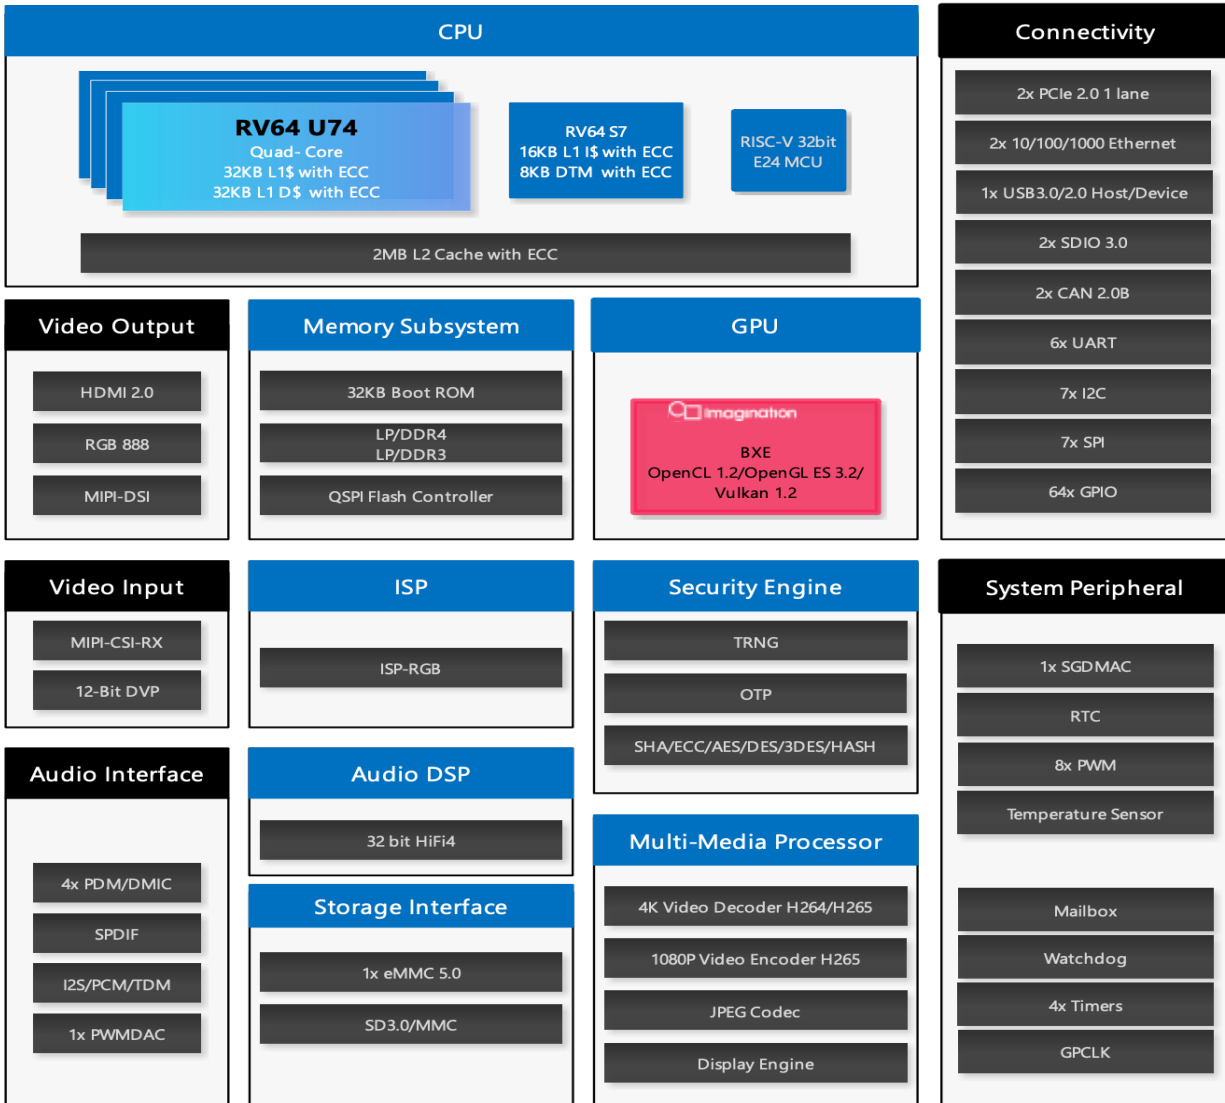 CPU
RV64 U74
Quad- Core
32KB L1$ with ECC
32KB L1 D$ with ECC
RV64 S7
16KB L1 I$ with ECC
8KB DTM with ECC
RISC-V 32bit
E24 MCU
2MB L2 Cache with ECC
Connectivity
2x PCIe 2.0 1 lane
2x 10/100/1000 Ethernet
1x USB3.0/2.0 Host/Device
2x SDIO 3.0
2x CAN 2.0B
6x UART
7x I2C
7x SPI
64x GPIO
Video Output
HDMI 2.0
RGB 888
MIPI-DSI
Memory Subsystem
32KB Boot ROM
LP/DDR4
LP/DDR3
QSPI Flash Controller
GPU
Imagination
BXE
OpenCL 1.2/OpenGL ES 3.2/
Vulkan 1.2
Video Input
MIPI-CSI-RX
12-Bit DVP
ISP
ISP-RGB
Security Engine
TRNG
OTP
SHA/ECC/AES/DES/3DES/HASH
System Peripheral
1x SGDMAC
RTC
8x PWM
Temperature Sensor
Mailbox
Watchdog
4x Timers
GPCLK
Audio Interface
4x PDM/DMIC
SPDIF
I2S/PCM/TDM
1x PWMDAC
Audio DSP
32 bit HiFi4
Storage Interface
1x eMMC 5.0
SD3.0/MMC
Multi-Media Processor
4K Video Decoder H264/H265
1080P Video Encoder H265
JPEG Codec
Display Engine